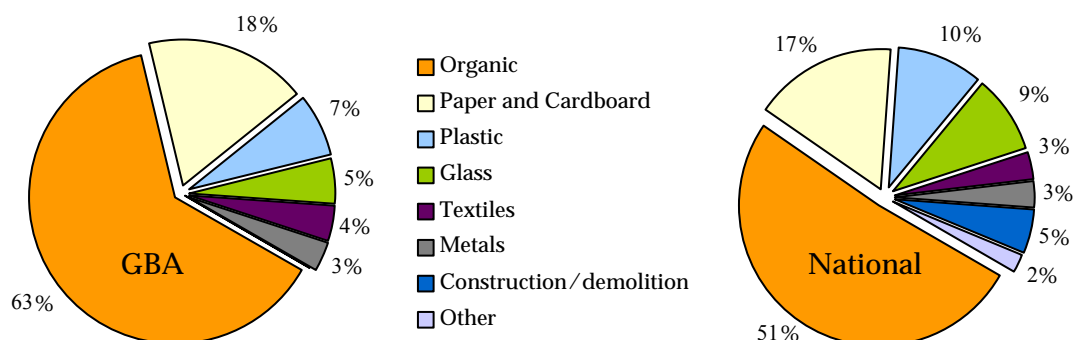 18%
7%
5%
4%
3%
63%
GBA
Organic
Paper and Cardboard
Plastic
Glass
Textiles
Metals
Construction/demolition
Other
17%
10%
9%
3%
3%
5%
2%
51%
National